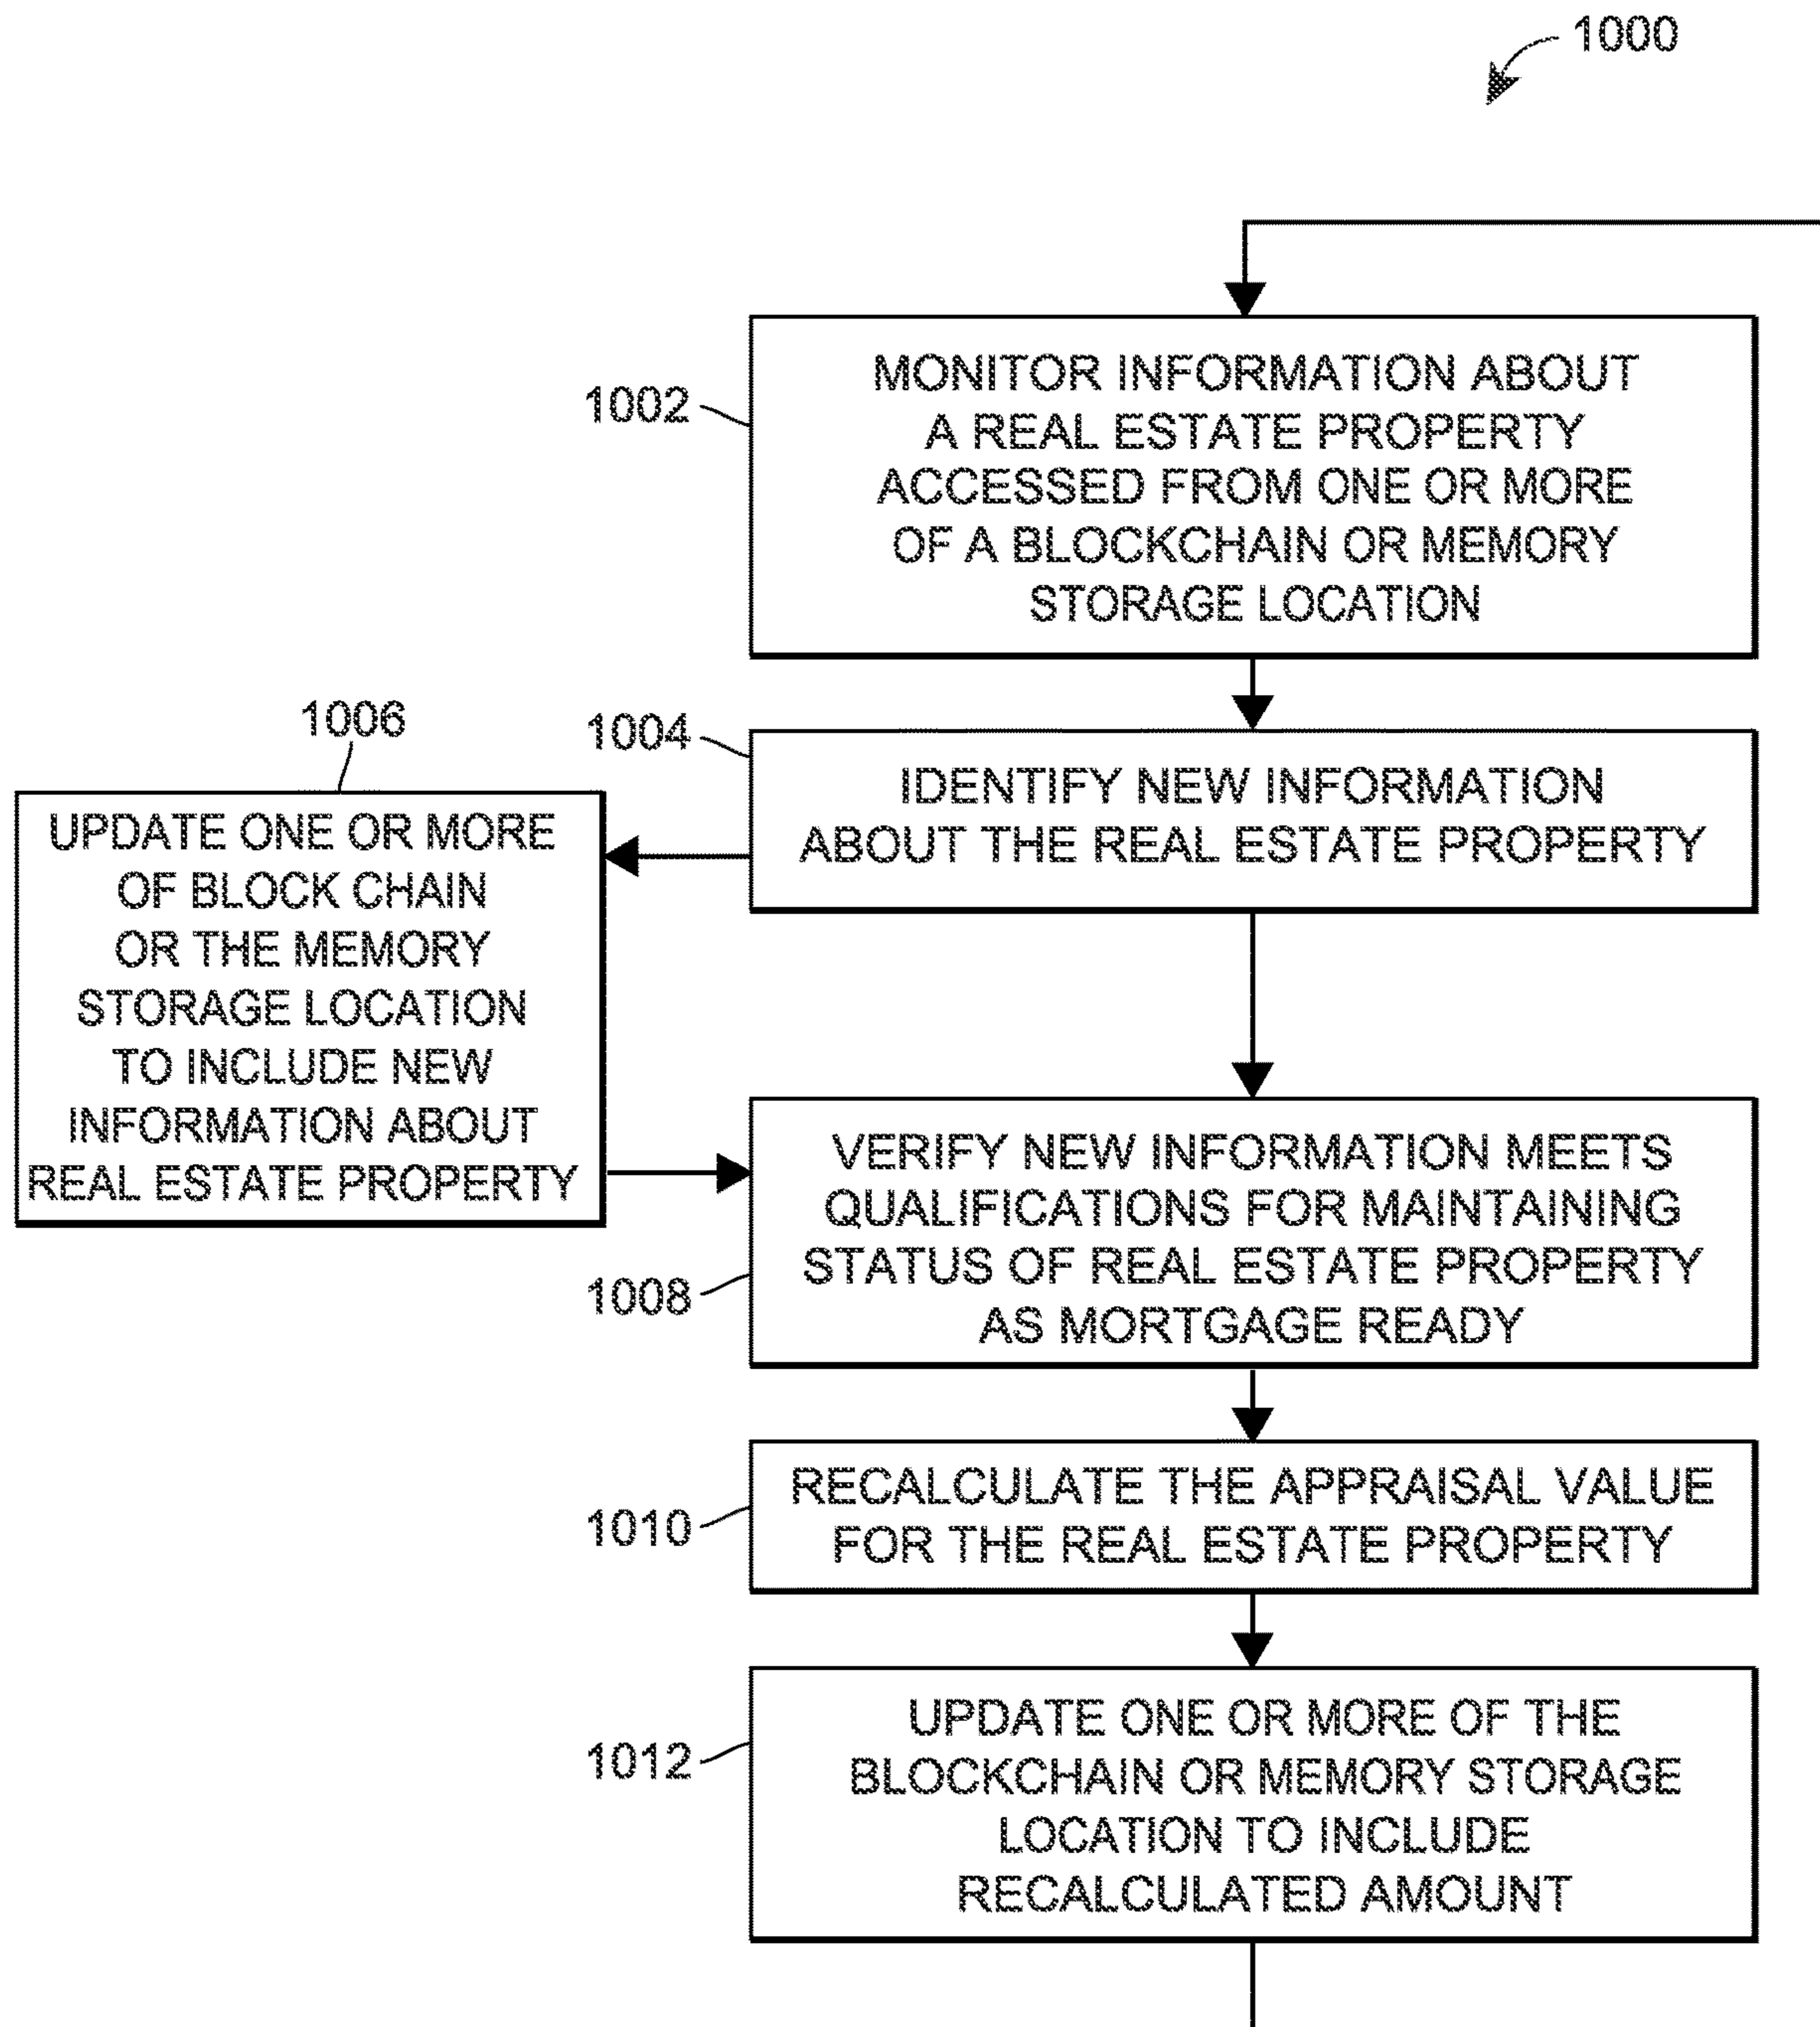 1000
1002
MONITOR INFORMATION ABOUT
A REAL ESTATE PROPERTY
ACCESSED FROM ONE OR MORE
OF A BLOCKCHAIN OR MEMORY
STORAGE LOCATION
1004
IDENTIFY NEW INFORMATION
ABOUT THE REAL ESTATE PROPERTY
1006
UPDATE ONE OR MORE
OF BLOCK CHAIN
OR THE MEMORY
STORAGE LOCATION
TO INCLUDE NEW
INFORMATION ABOUT
REAL ESTATE PROPERTY
1008
VERIFY NEW INFORMATION MEETS
QUALIFICATIONS FOR MAINTAINING
STATUS OF REAL ESTATE PROPERTY
AS MORTGAGE READY
1010
RECALCULATE THE APPRAISAL VALUE
FOR THE REAL ESTATE PROPERTY
1012
UPDATE ONE OR MORE OF THE
BLOCKCHAIN OR MEMORY STORAGE
LOCATION TO INCLUDE
RECALCULATED AMOUNT